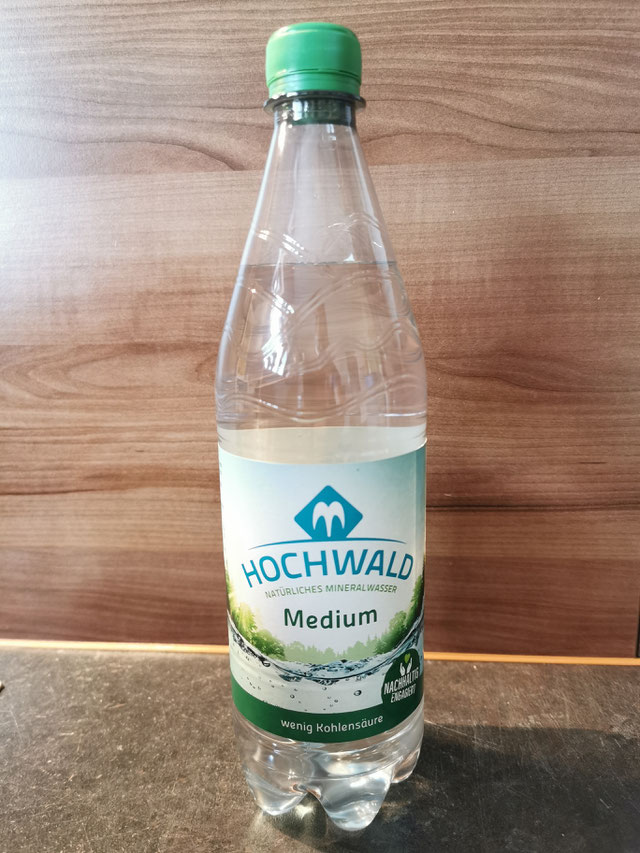 HOCHWALD
NATÜRLICHES MINERALWASSER
Medium
NACHHALTIG
ENGAGIERT
wenig Kohlensäure